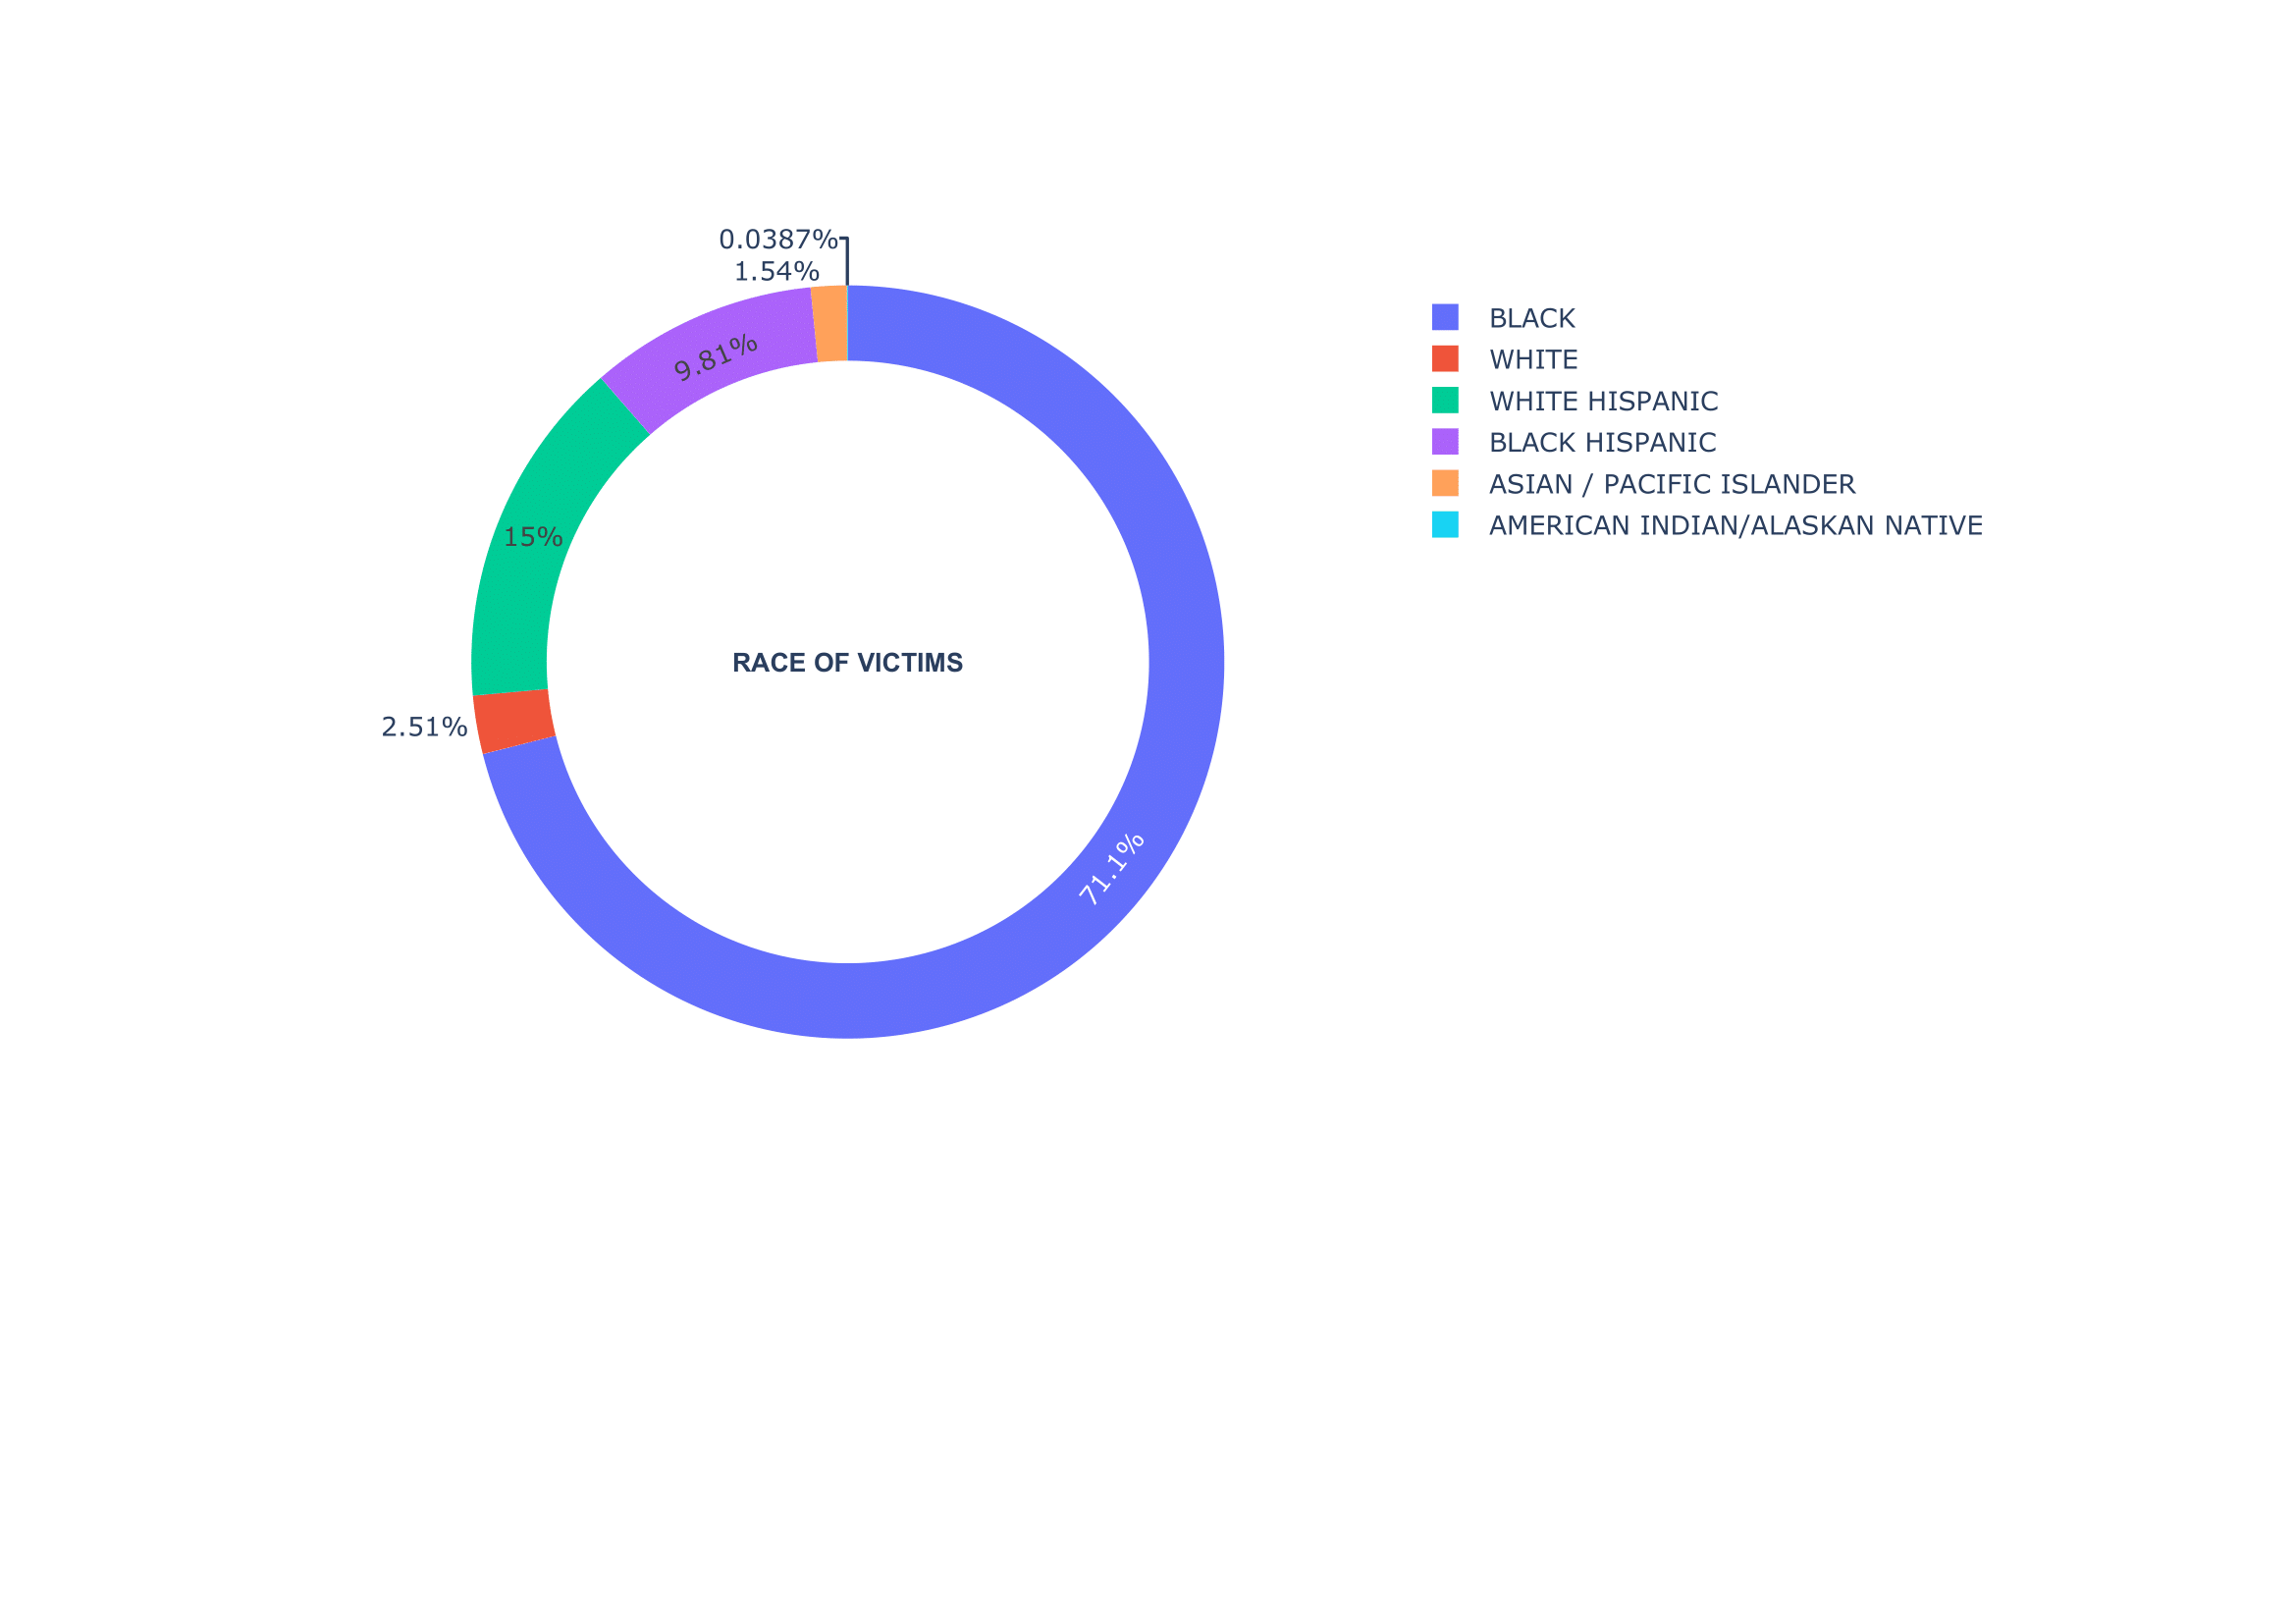 0.0387%
1.54%
9.81%
15%
2.51%
71.1%
RACE OF VICTIMS
BLACK
WHITE
WHITE HISPANIC
BLACK HISPANIC
ASIAN / PACIFIC ISLANDER
AMERICAN INDIAN/ALASKAN NATIVE